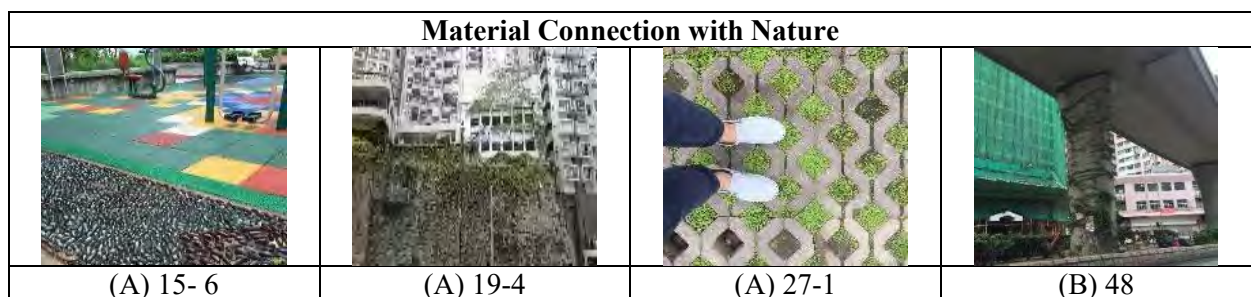 Material Connection with Nature
(A) 15- 6
(A) 19-4
(A) 27-1
(B) 48